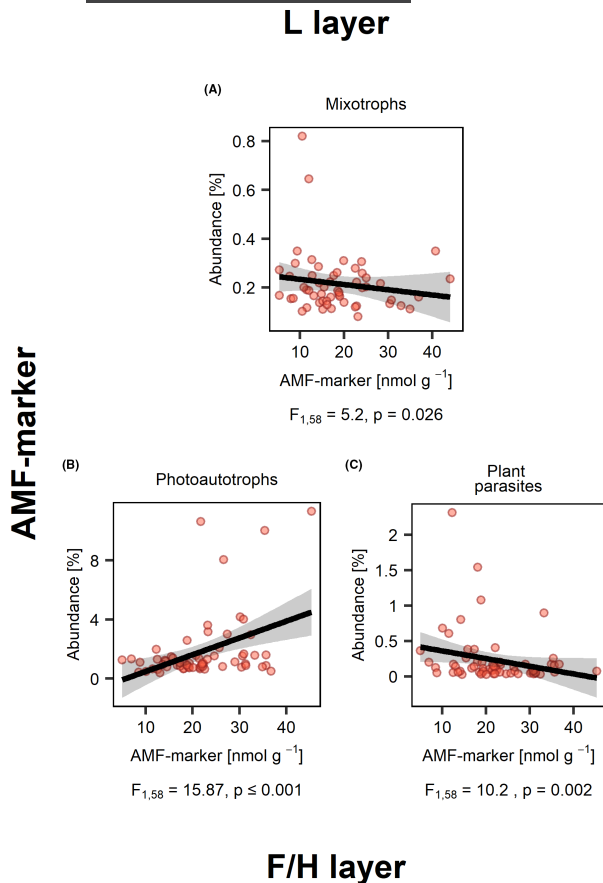 L layer
(A)
Mixotrophs
0.8
0.6
0.4
0.2
Abundance [%]
10 20 30 40
AMF-marker [nmol g ⁻¹]
F₁,₅₈ = 5.2, p = 0.026
AMF-marker
(B)
Photoautotrophs
8
4
0
Abundance [%]
10 20 30 40
AMF-marker [nmol g ⁻¹]
F₁,₅₈ = 15.87, p ≤ 0.001
(C)
Plant
parasites
2
1
0.5
0
Abundance [%]
10 20 30 40
AMF-marker [nmol g ⁻¹]
F₁,₅₈ = 10.2 , p = 0.002
F/H layer